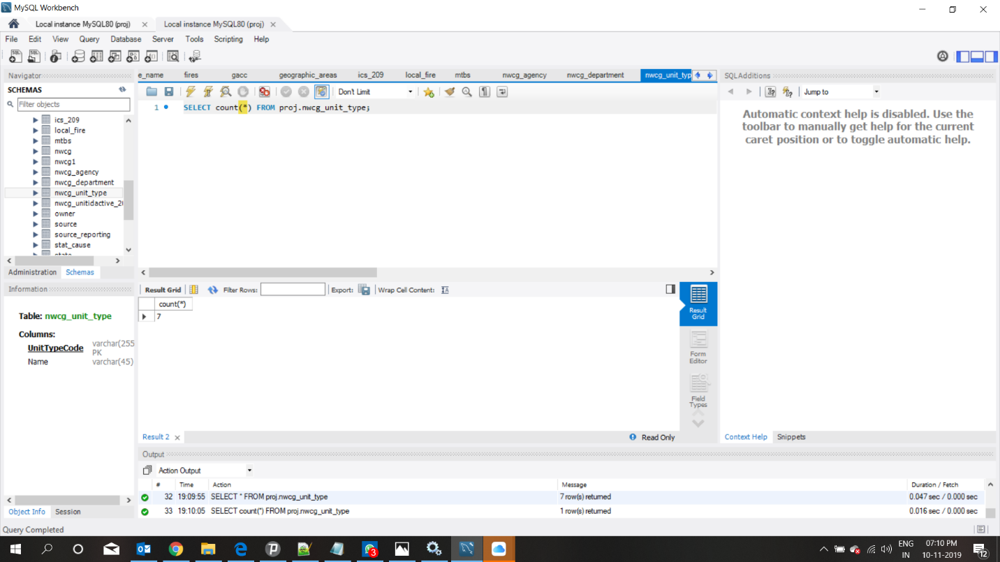 MySQL Workbench
Local instance MySQL80 (proj)
Local instance MySQL80 (proj)
File Edit View Query Database Server Tools Scripting Help
Navigator
SCHEMAS
Filter objects
ics_209
local_fire
mtbs
nwcg
nwcg1
nwcg_agency
nwcg_department
nwcg_unit_type
nwcg_unitidactive_2
owner
source
source_reporting
stat_cause
Administration Schemas
Information
Table: nwcg_unit_type
Columns:
UnitTypeCode varchar(255
PK
Name varchar(45)
Object Info Session
Query Completed
e_name fires gacc geographic_areas ics_209 local_fire mtbs nwcg_agency nwcg_department nwcg_unit_typ
Don't Limit
1 SELECT count(*) FROM proj.nwcg_unit_type;
Result Grid Filter Rows: Export: Wrap Cell Content:
count(*)
7
Result
Grid
Form
Editor
Field
Types
Result 2 Read Only
SQLAdditions
Jump to
Automatic context help is disabled. Use the
toolbar to manually get help for the current
caret position or to toggle automatic help.
Context Help Snippets
Output
Action Output
# Time Action Message Duration / Fetch
32 19:09:55 SELECT * FROM proj.nwcg_unit_type 7 row(s) returned 0.047 sec / 0.000 sec
33 19:10:05 SELECT count(*) FROM proj.nwcg_unit_type 1 row(s) returned 0.016 sec / 0.000 sec
3
ENG
IN
07:10 PM
10-11-2019
12